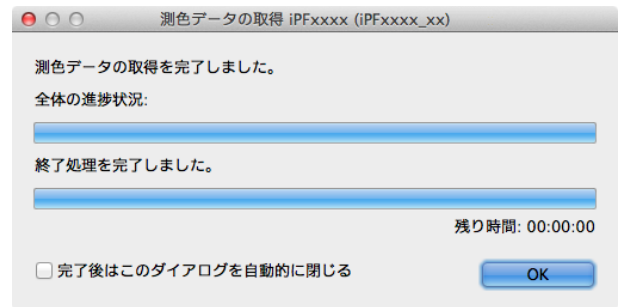 測色データの取得 iPFxxxx (iPFxxxx_xx)
測色データの取得を完了しました。
全体の進捗状況:
終了処理を完了しました。
残り時間: 00:00:00
完了後はこのダイアログを自動的に閉じる
OK